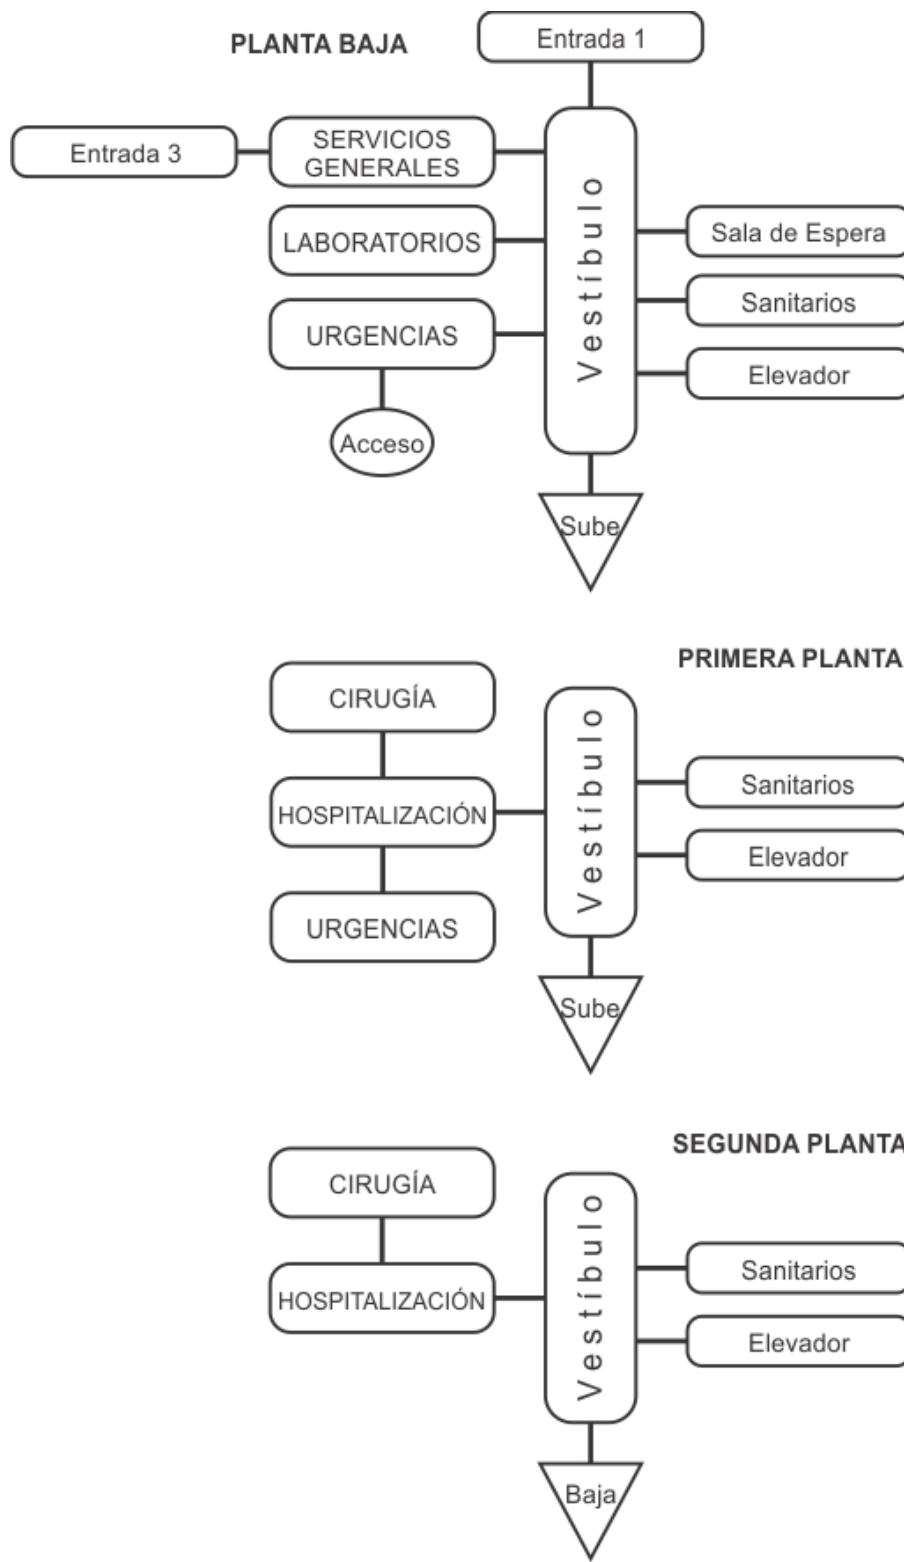 PLANTA BAJA
Entrada 1
Entrada 3
SERVICIOS
GENERALES
LABORATORIOS
URGENCIAS
Acceso
Vestíbulo
Sala de Espera
Sanitarios
Elevador
Sube
PRIMERA PLANTA
CIRUGÍA
HOSPITALIZACIÓN
URGENCIAS
Vestíbulo
Sanitarios
Elevador
Sube
SEGUNDA PLANTA
CIRUGÍA
HOSPITALIZACIÓN
Vestíbulo
Sanitarios
Elevador
Baja